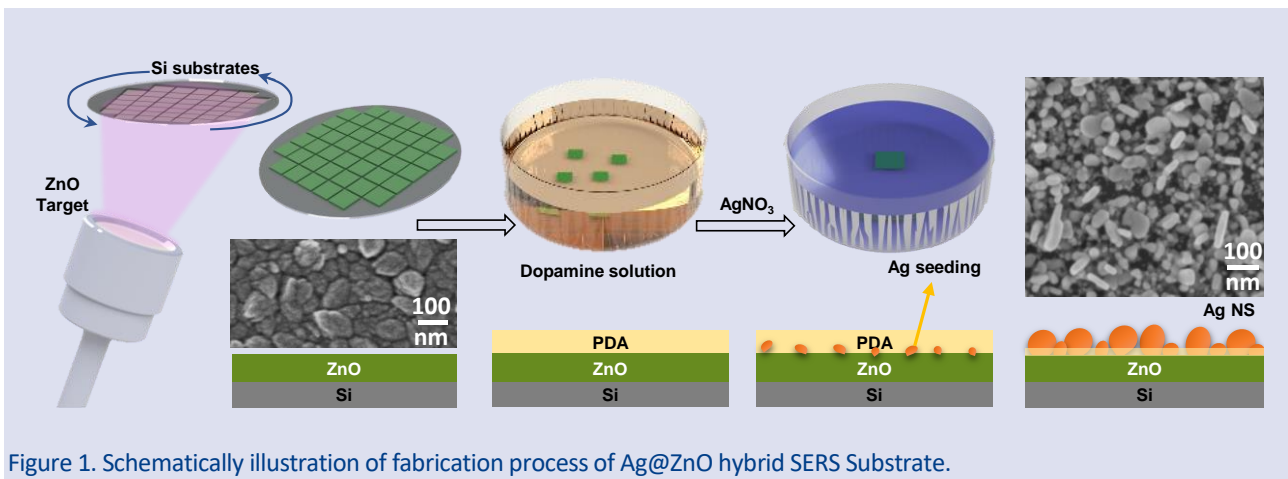 Si substrates
ZnO
Target
100
nm
ZnO
Si
Dopamine solution
PDA
ZnO
Si
AgNO₃
Ag seeding
PDA
ZnO
Si
100
nm
Ag NS
ZnO
Si
Figure 1. Schematically illustration of fabrication process of Ag@ZnO hybrid SERS Substrate.